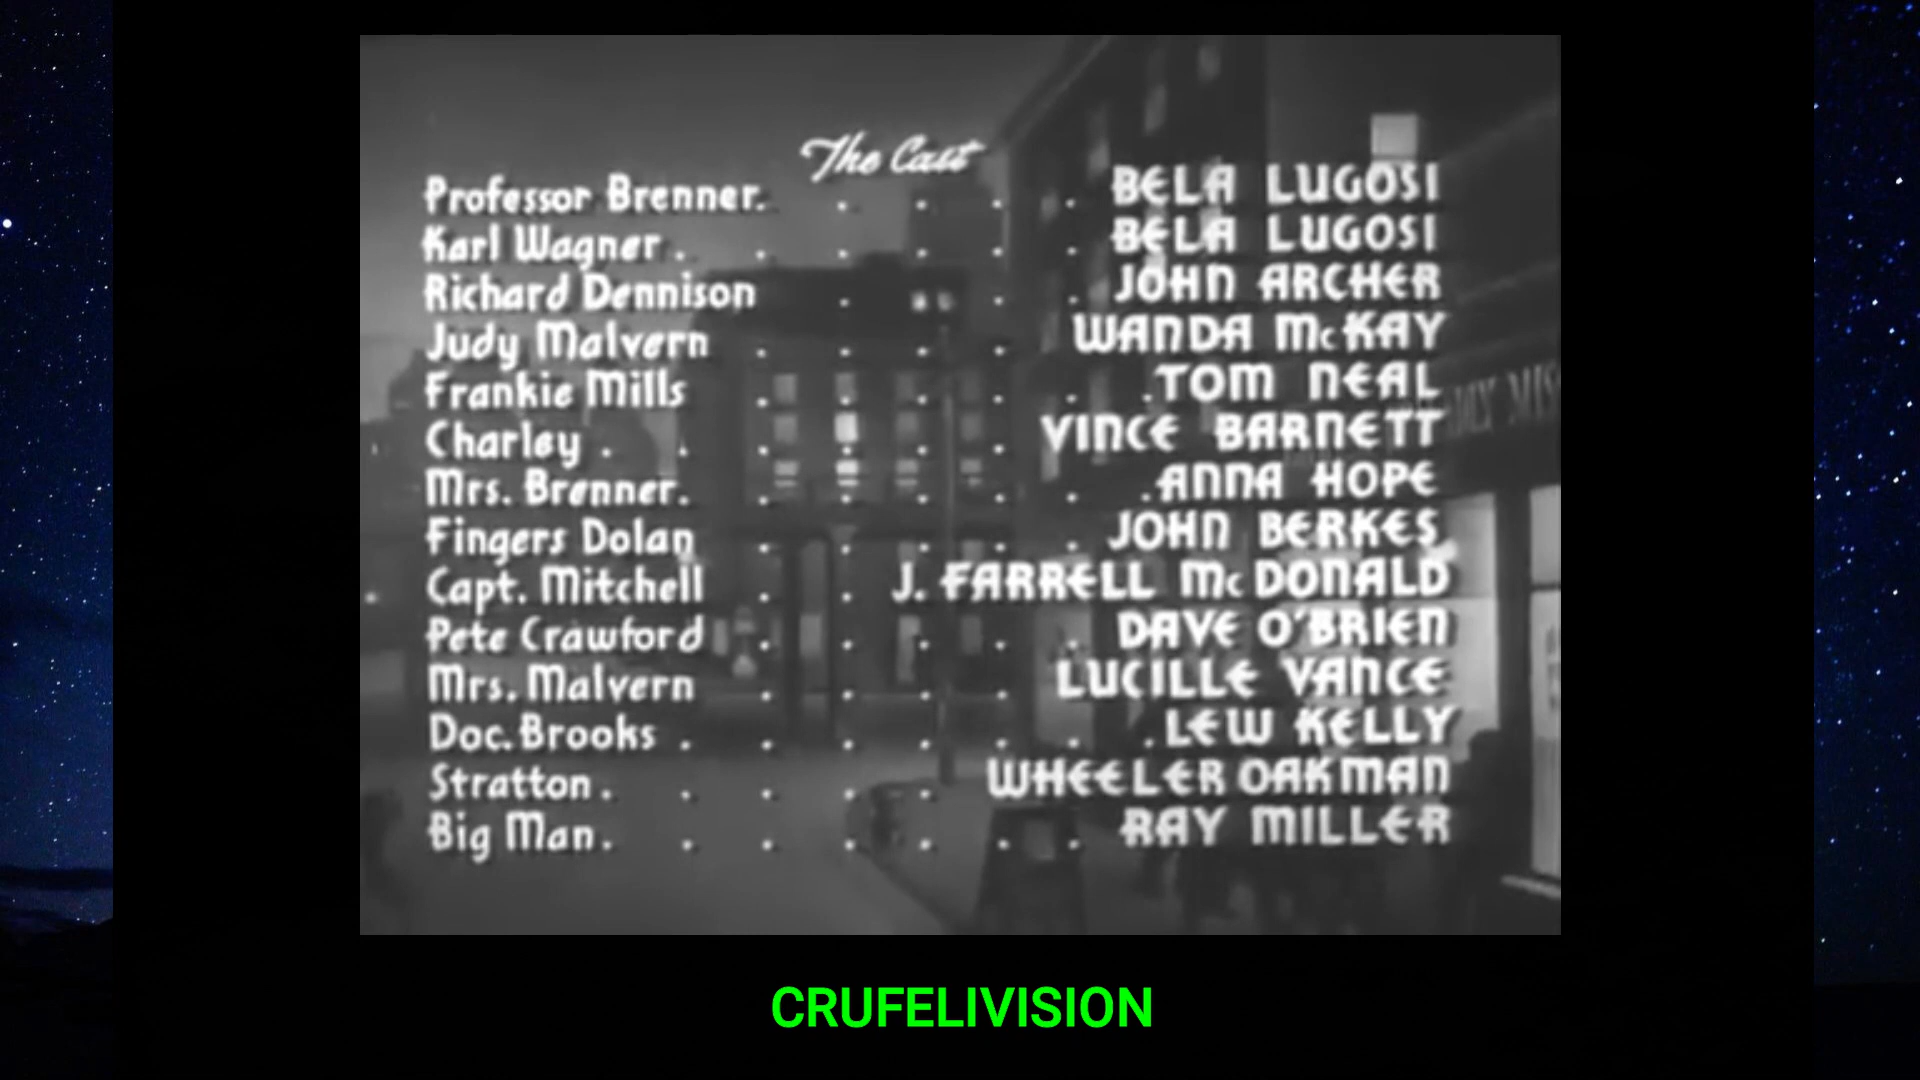 The Cast
Professor Brenner. . . . . BELA LUGOSI
Karl Wagner . . . . . . BELA LUGOSI
Richard Dennison . . . . JOHN ARCHER
Judy Malvern . . . . WANDA McKAY
Frankie Mills . . . . . . TOM NEAL
Charley . . . . . . VINCE BARNETT
Mrs. Brenner. . . . . . . ANNA HOPE
Fingers Dolan . . . . . JOHN BERKES
Capt. Mitchell . . J. FARRELL McDONALD
Pete Crawford . . . . . DAVE O'BRIEN
Mrs. Malvern . . . . LUCILLE VANCE
Doc. Brooks . . . . . . . LEW KELLY
Stratton . . . . . WHEELER OAKMAN
Big Man . . . . . . . RAY MILLER
CRUFELIVISION